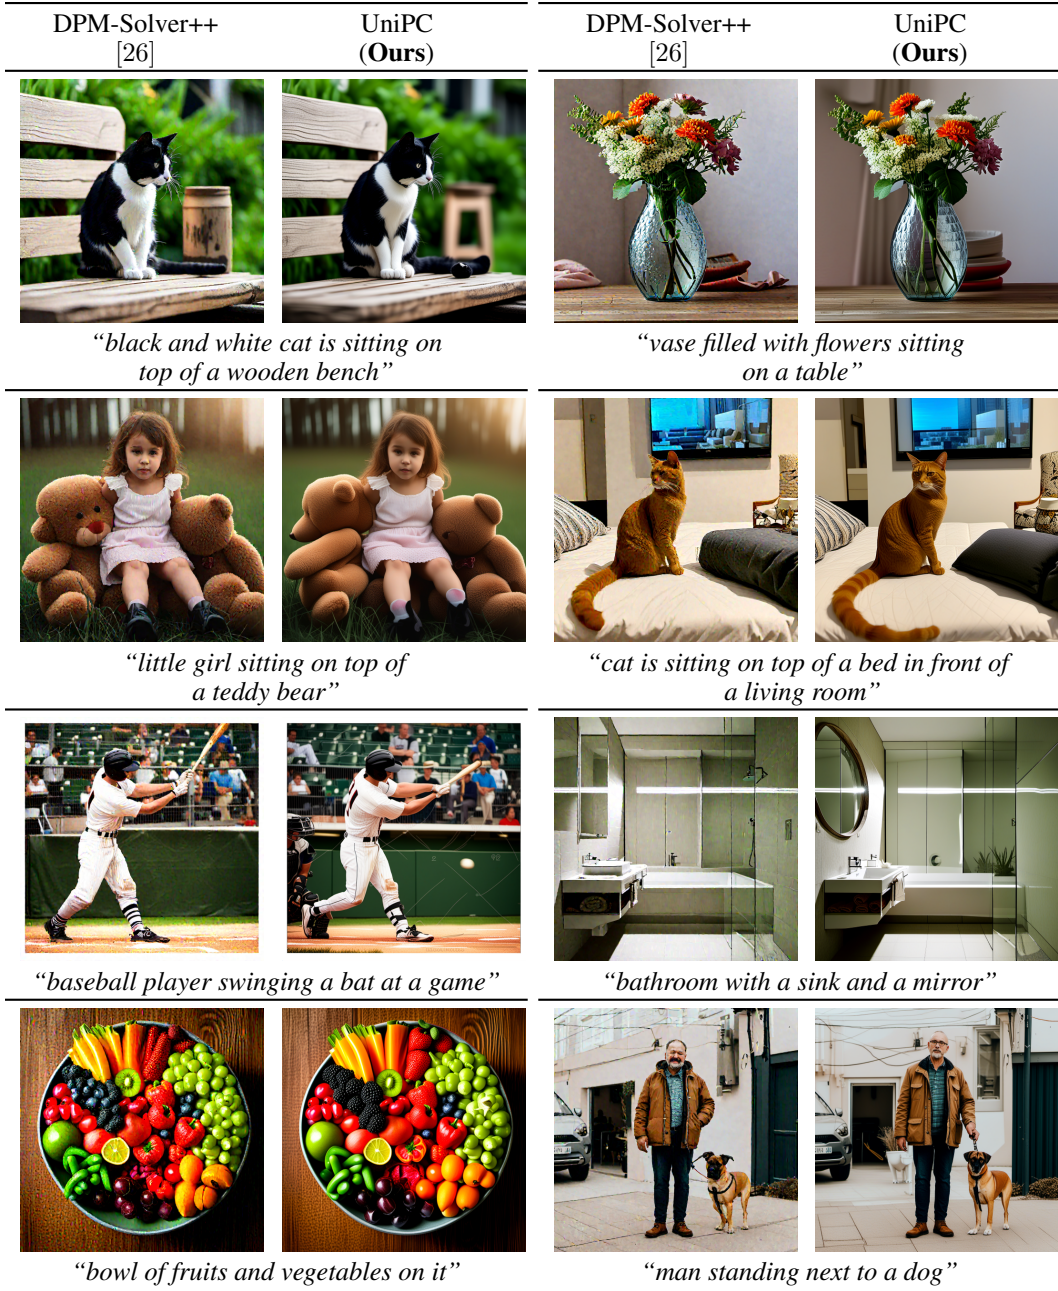 DPM-Solver++
[26]
UniPC
(Ours)
DPM-Solver++
[26]
UniPC
(Ours)
“black and white cat is sitting on
top of a wooden bench”
“vase filled with flowers sitting
on a table”
“little girl sitting on top of
a teddy bear”
“cat is sitting on top of a bed in front of
a living room”
“baseball player swinging a bat at a game”
“bathroom with a sink and a mirror”
“bowl of fruits and vegetables on it”
“man standing next to a dog”